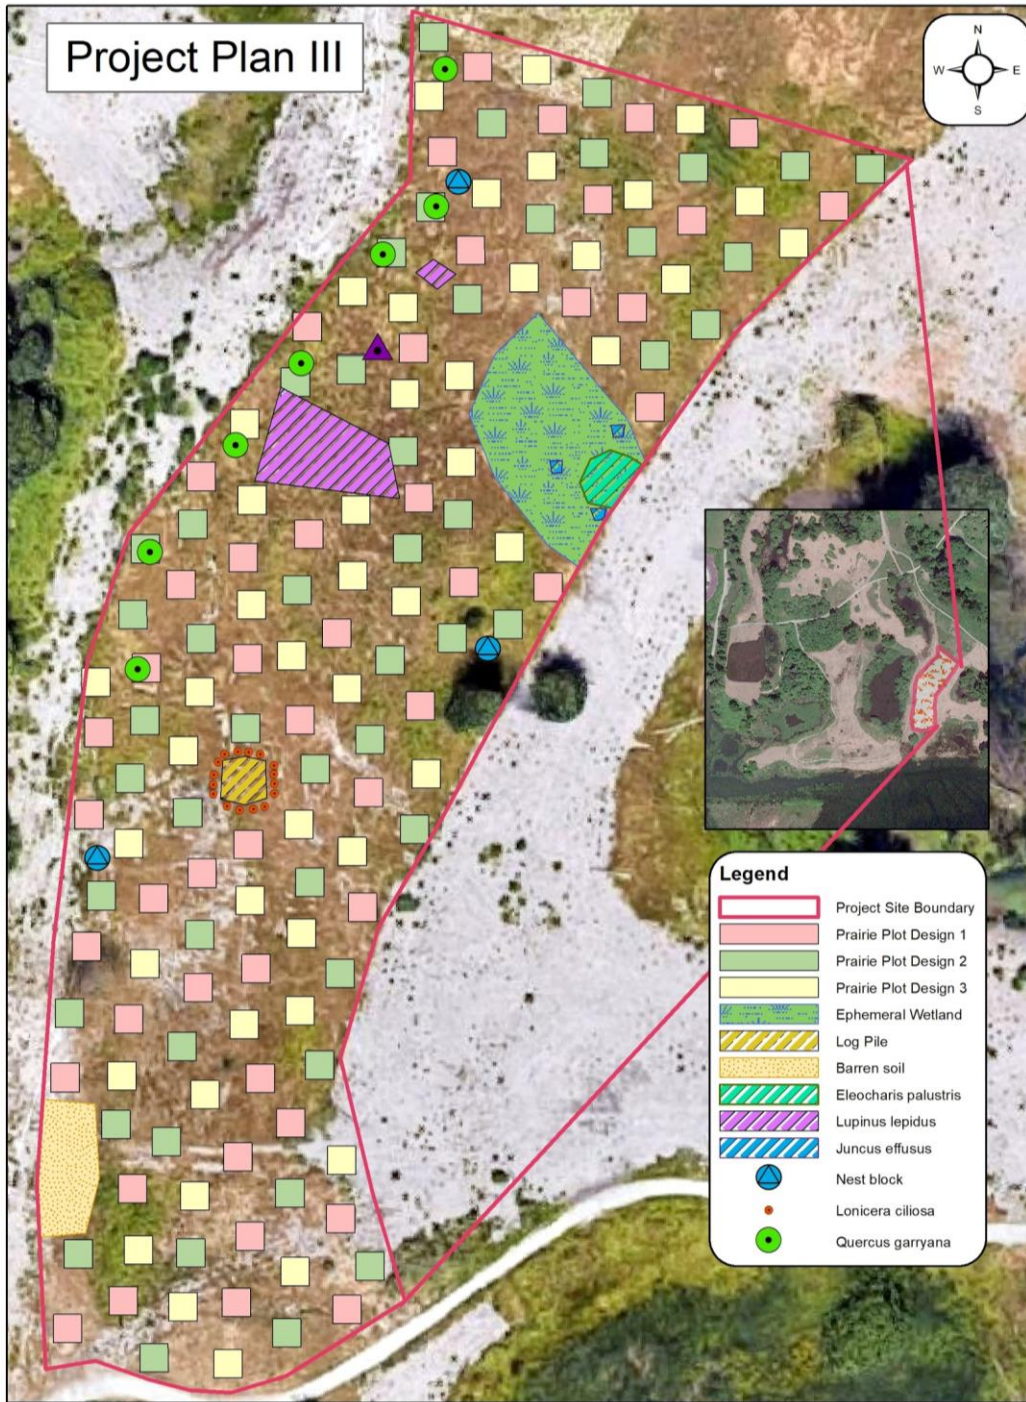 Project Plan III
N
W E
S
Legend
Project Site Boundary
Prairie Plot Design 1
Prairie Plot Design 2
Prairie Plot Design 3
Ephemeral Wetland
Log Pile
Barren soil
Eleocharis palustris
Lupinus lepidus
Juncus effusus
Nest block
Lonicera ciliosa
Quercus garryana